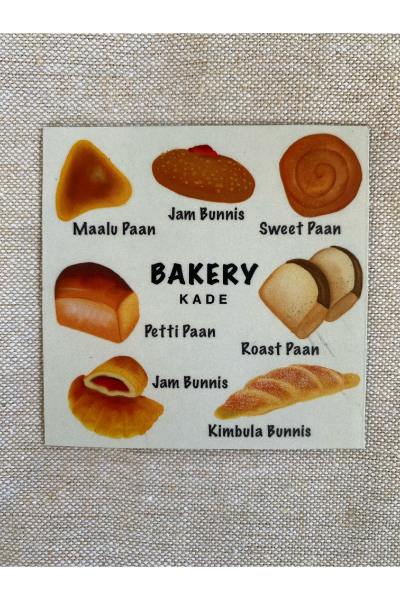 Maalu Paan
Jam Bunnis
Sweet Paan
BAKERY
KADE
Petti Paan
Roast Paan
Jam Bunnis
Kimbula Bunnis